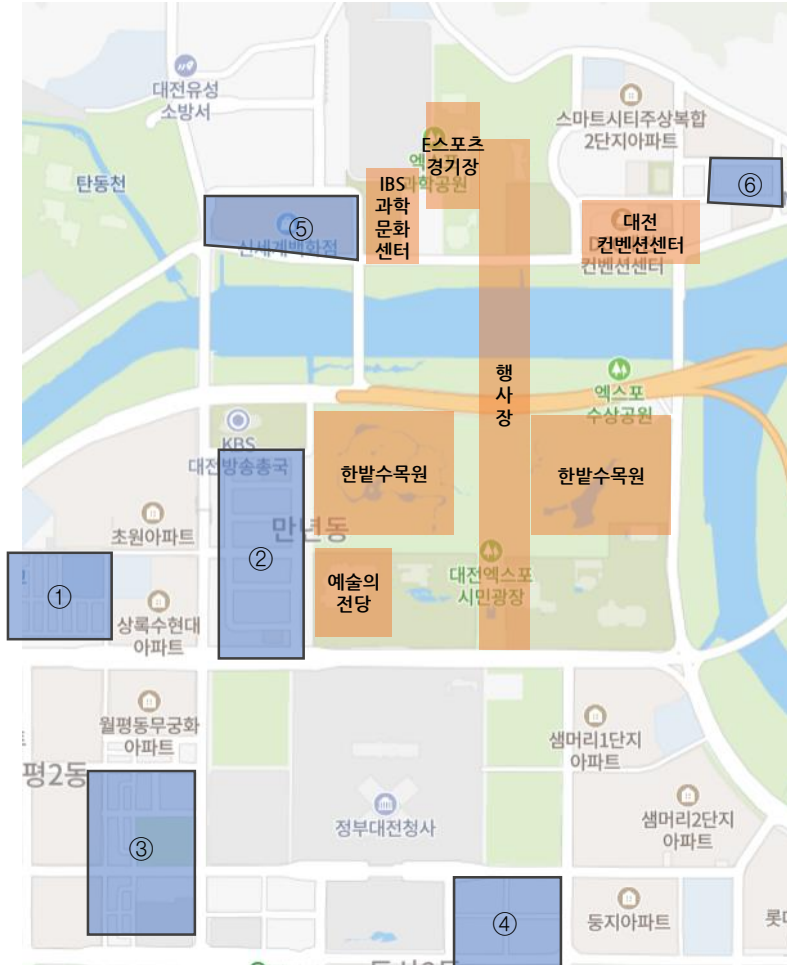 대전유성
소방서
스마트시티주상복합
2단지아파트
E스포츠
경기장
엑스포
과학공원
탄동천
IBS
과학
문화
센터
⑥
⑤
신세계백화점
대전
컨벤션센터
컨벤션센터
행
사
장
엑스포
수상공원
KBS
대전방송총국
한밭수목원
한밭수목원
초원아파트
만년동
②
①
예술의
전당
대전엑스포
시민광장
상록수현대
아파트
월평동무궁화
아파트
샘머리1단지
아파트
평2동
정부대전청사
샘머리2단지
아파트
③
④
둥지아파트
롯데